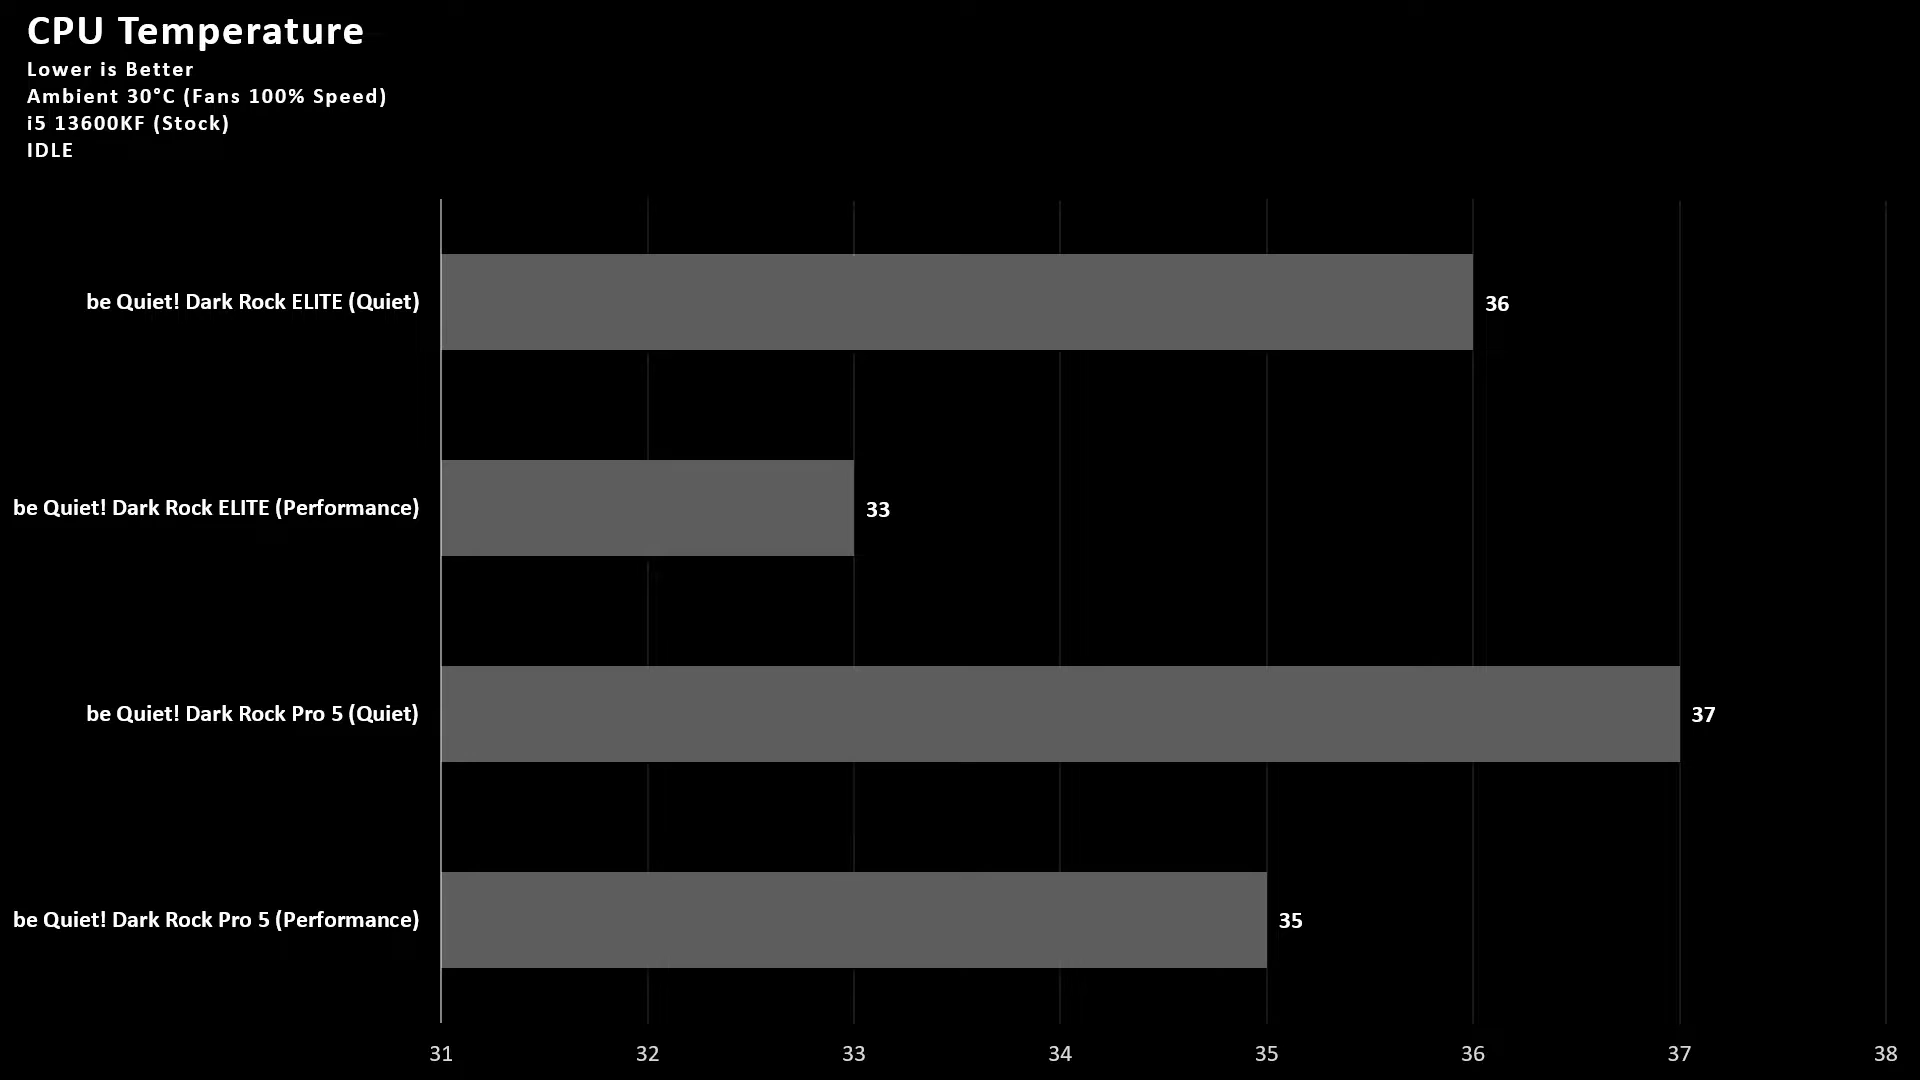 CPU Temperature
Lower is Better
Ambient 30°C (Fans 100% Speed)
i5 13600KF (Stock)
IDLE
be Quiet! Dark Rock ELITE (Quiet)
36
be Quiet! Dark Rock ELITE (Performance)
33
be Quiet! Dark Rock Pro 5 (Quiet)
37
be Quiet! Dark Rock Pro 5 (Performance)
35
31 32 33 34 35 36 37 38